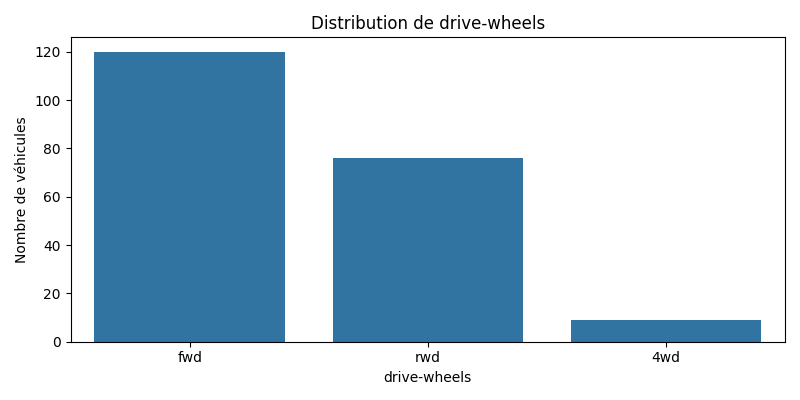 Distribution de drive-wheels
Nombre de véhicules
120
100
80
60
40
20
0
fwd
rwd
4wd
drive-wheels